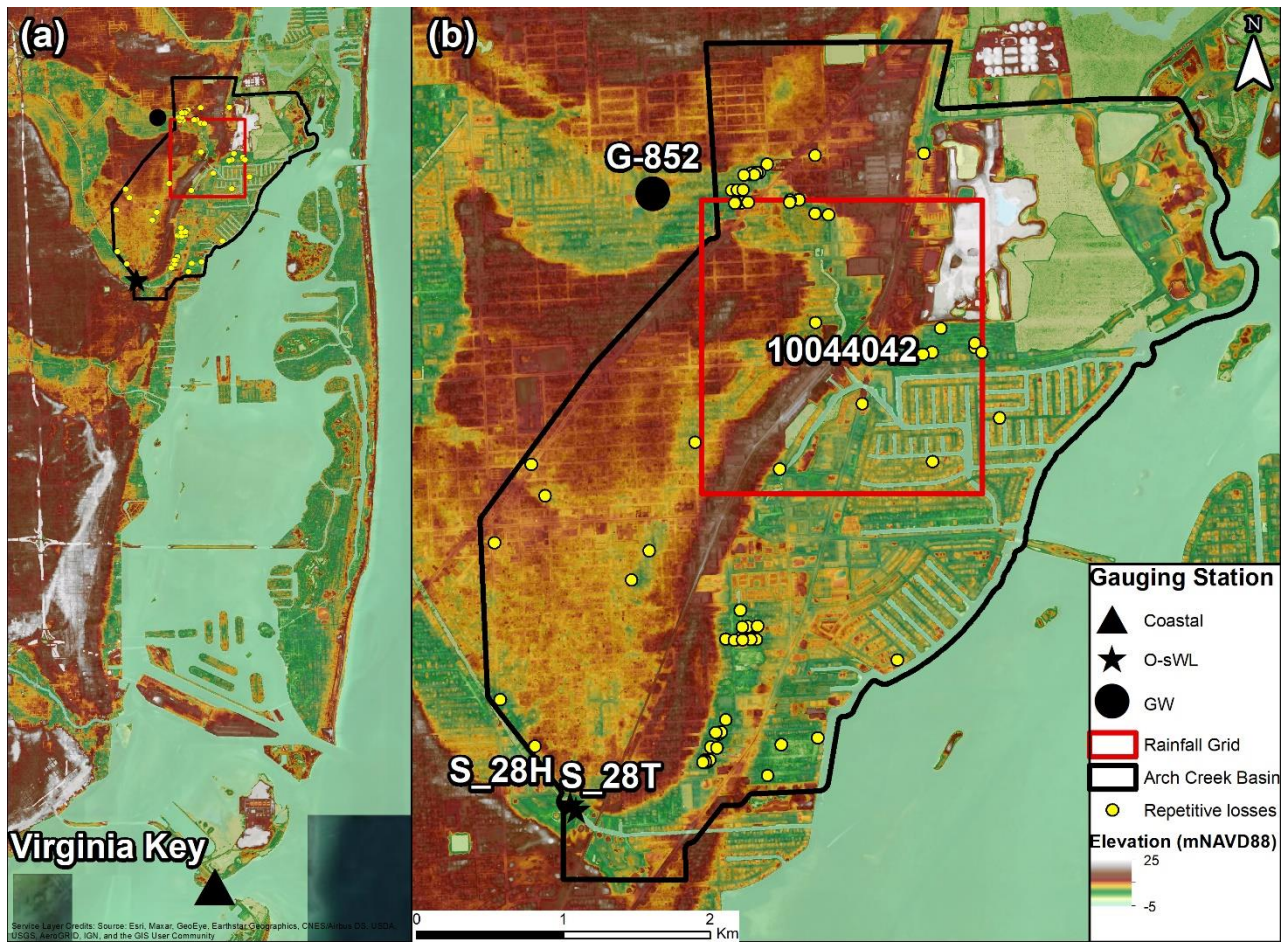 (a)
(b)
N
G-852
10044042
S_28H
S_28T
Virginia Key
Service Layer Credits: Source: Esri, Maxar, GeoEye, Earthstar Geographics, CNES/Airbus DS, USDA,
USGS, AeroGRID, IGN, and the GIS User Community
0
1
2
Km
Gauging Station
Coastal
O-sWL
GW
Rainfall Grid
Arch Creek Basin
Repetitive losses
Elevation (mNAVD88)
25
-5